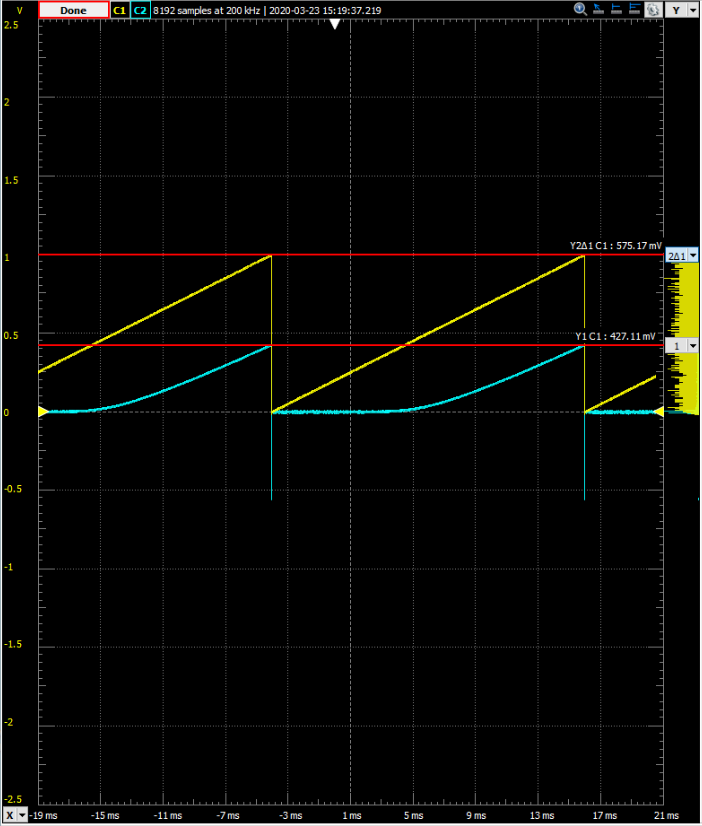 V Done C1 C2 8192 samples at 200 kHz | 2020-03-23 15:19:37.219 Y
2.5
2
1.5
Y2Δ1 C1 : 575.17 mV
1 2Δ1
0.5 Y1 C1 : 427.11 mV
1
0
-0.5
-1
-1.5
-2
-2.5
X -19 ms -15 ms -11 ms -7 ms -3 ms 1 ms 5 ms 9 ms 13 ms 17 ms 21 ms